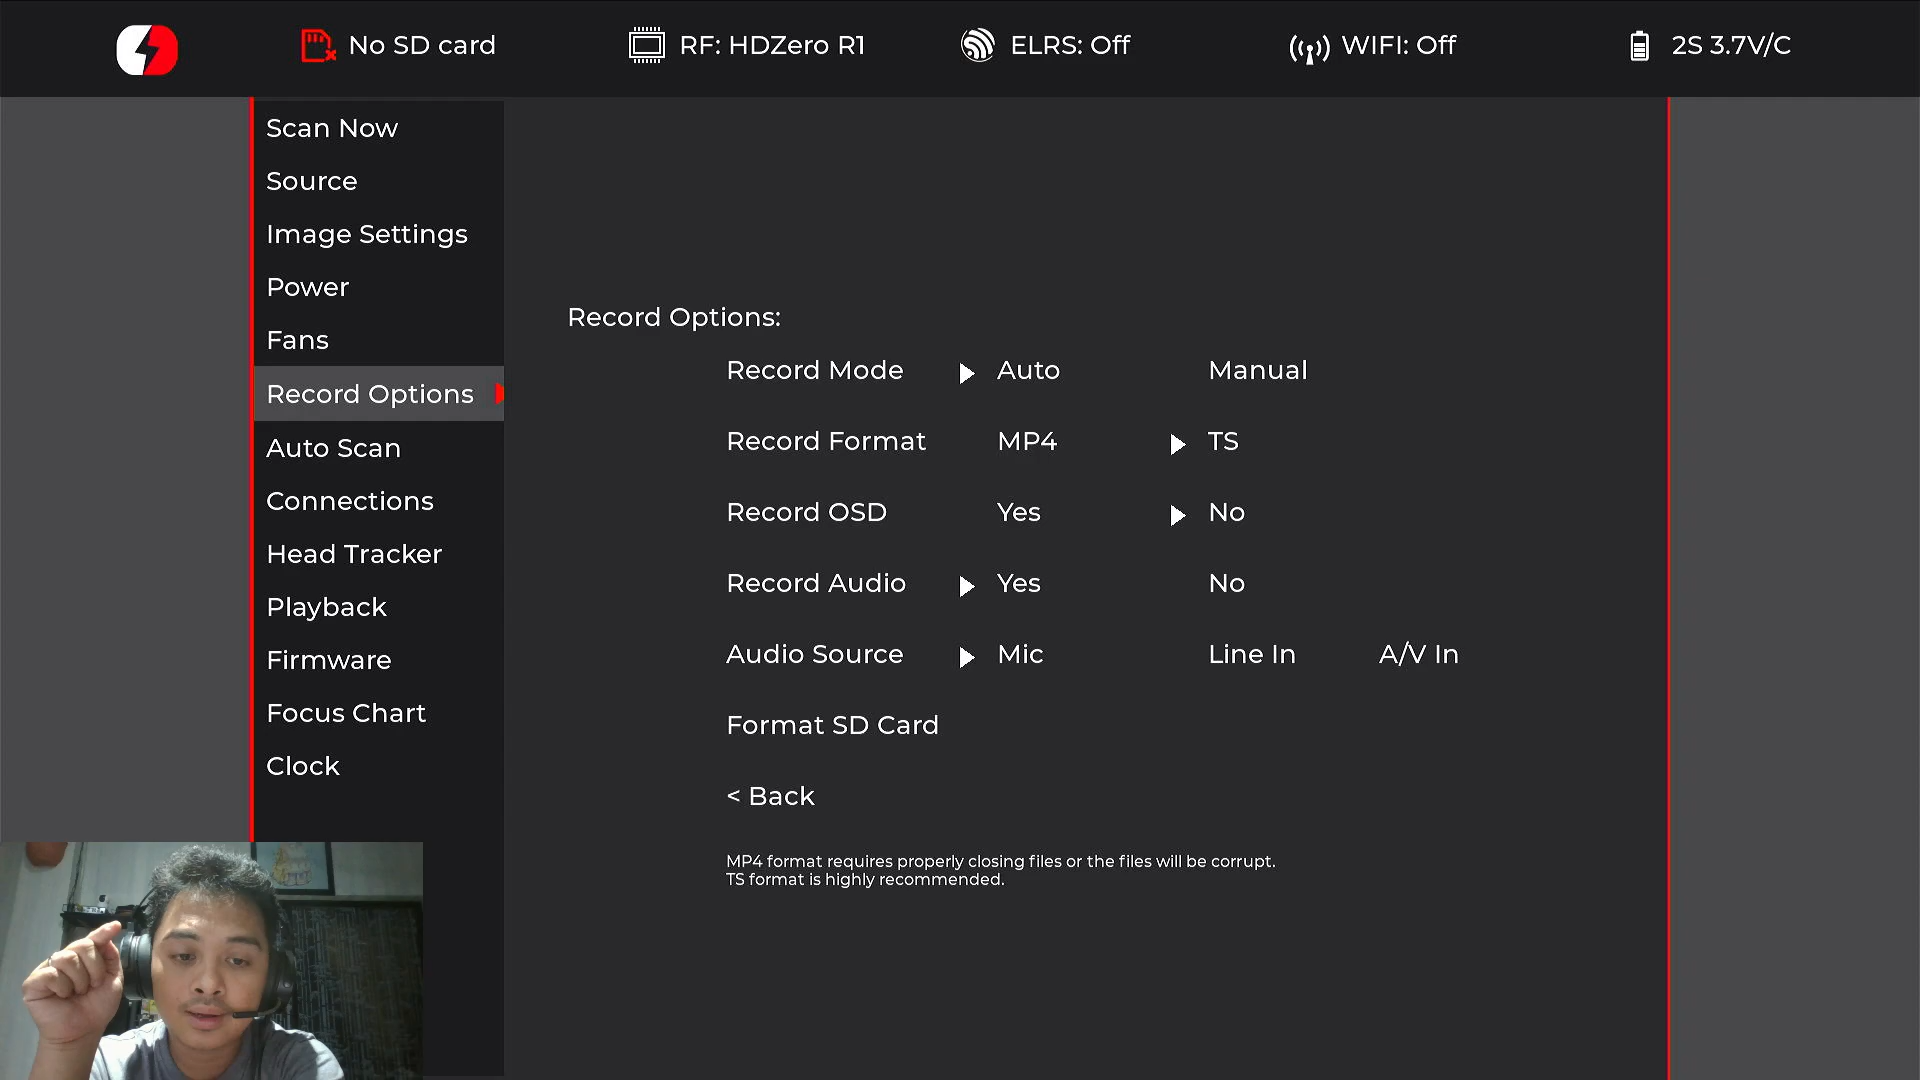 No SD card
RF: HDZero R1
ELRS: Off
WIFI: Off
2S 3.7V/C
Scan Now
Source
Image Settings
Power
Fans
Record Options
Auto Scan
Connections
Head Tracker
Playback
Firmware
Focus Chart
Clock
Record Options:
Record Mode Auto Manual
Record Format MP4 TS
Record OSD Yes No
Record Audio Yes No
Audio Source Mic Line In A/V In
Format SD Card
< Back
MP4 format requires properly closing files or the files will be corrupt.
TS format is highly recommended.